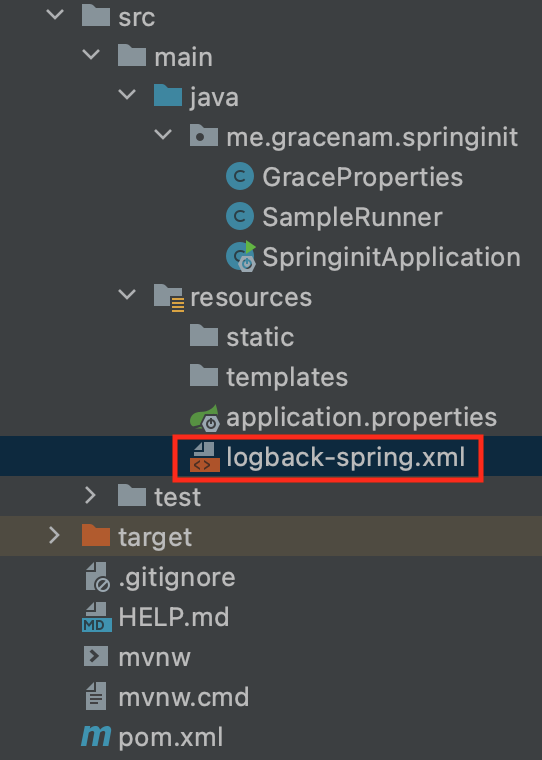 src
main
java
me.gracenam.springinit
C GraceProperties
C SampleRunner
C SpringinitApplication
resources
static
templates
application.properties
<> logback-spring.xml
test
target
.gitignore
MD HELP.md
mvnw
mvnw.cmd
m pom.xml